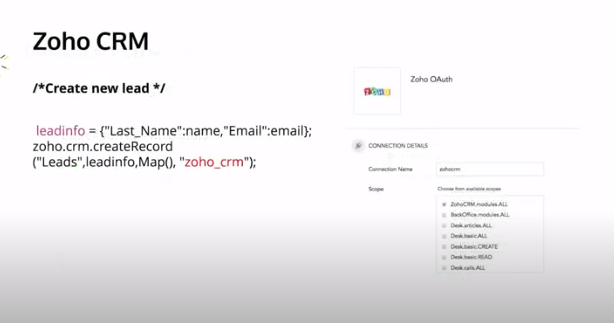 Zoho CRM
/*Create new lead */
leadinfo = {"Last_Name":name,"Email":email};
zoho.crm.createRecord
("Leads",leadinfo,Map(), "zoho_crm");
ZOHO
Zoho OAuth
CONNECTION DETAILS
Connection Name
zohocrm
Scope
Choose from available scopes
ZohoCRM.modules.ALL
BackOffice.modules.ALL
Desk.articles.ALL
Desk.basic.ALL
Desk.basic.CREATE
Desk.basic.READ
Desk.calls.ALL